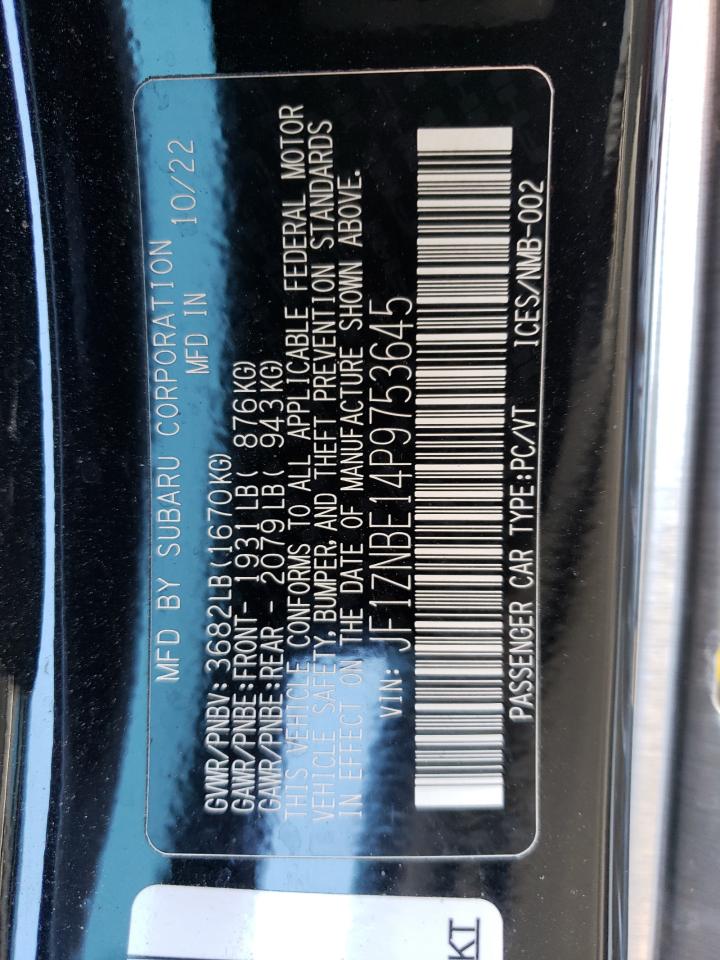 MFD BY SUBARU CORPORATION
MFD IN 10/22
GVWR/PNBV: 3682LB(1670KG)
GAWR/PNBE:FRONT- 1931LB( 876KG)
GAWR/PNBE:REAR - 2079LB( 943KG)
THIS VEHICLE CONFORMS TO ALL APPLICABLE FEDERAL MOTOR
VEHICLE SAFETY, BUMPER, AND THEFT PREVENTION STANDARDS
IN EFFECT ON THE DATE OF MANUFACTURE SHOWN ABOVE.
VIN: JF1ZNBE14P9753645
PASSENGER CAR TYPE:PC/VT ICES/NMB-002
KT